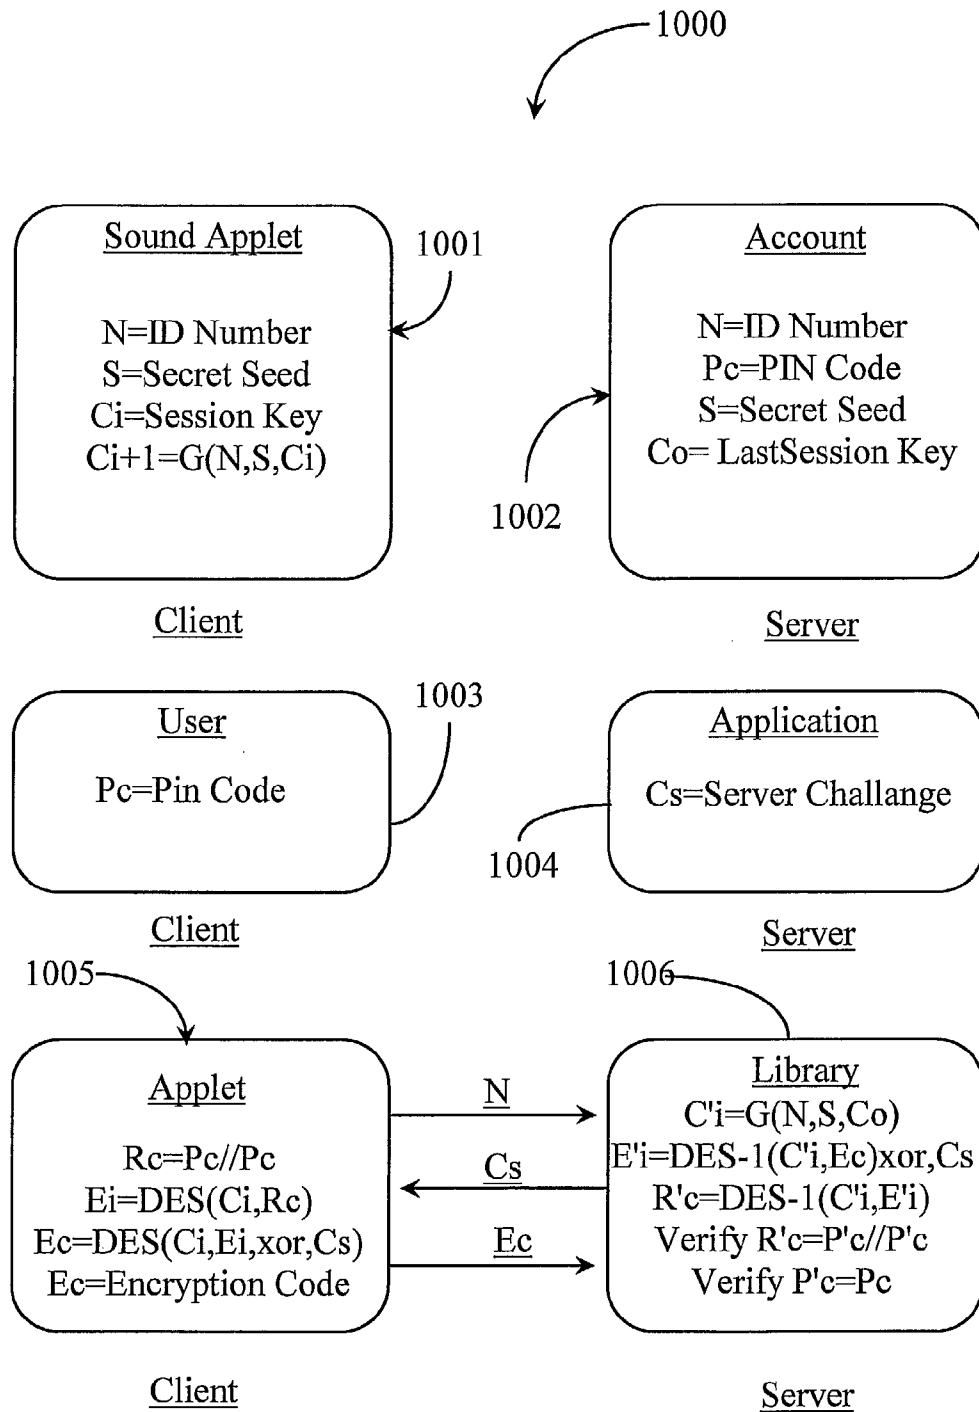 1000
Sound Applet
N=ID Number
S=Secret Seed
Ci=Session Key
Ci+1=G(N,S,Ci)
1001
Account
N=ID Number
Pc=PIN Code
S=Secret Seed
Co= LastSession Key
1002
Client
Server
User
Pc=Pin Code
1003
Application
Cs=Server Challange
1004
Client
Server
1005
1006
Applet
Rc=Pc//Pc
Ei=DES(Ci,Rc)
Ec=DES(Ci,Ei,xor,Cs)
Ec=Encryption Code
N
Cs
Ec
Library
C'i=G(N,S,Co)
E'i=DES-1(C'i,Ec)xor,Cs
R'c=DES-1(C'i,E'i)
Verify R'c=P'c//P'c
Verify P'c=Pc
Client
Server